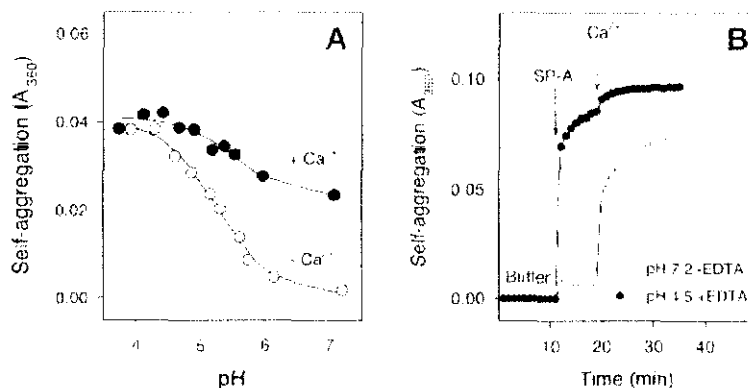 A
Self-aggregation (A360)
0.06
0.04
0.02
0.00
+ Ca
- Ca
4 5 6 7
pH
B
Self-aggregation (A
0.10
0.05
0.00
SP-A
Ca
Buffer
pH 7.2 -EDTA
pH 4.5 +EDTA
10 20 30 40
Time (min)